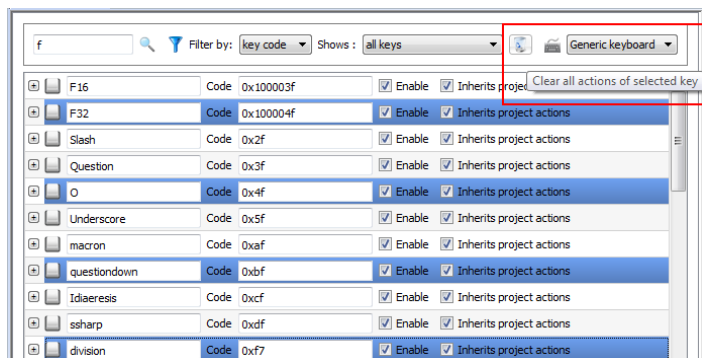 f Filter by: key code Shows : all keys Generic keyboard
Clear all actions of selected key
F16 Code 0x100003f Enable Inherits
F32 Code 0x100004f Enable Inherits project actions
Slash Code 0x2f Enable Inherits project actions
Question Code 0x3f Enable Inherits project actions
O Code 0x4f Enable Inherits project actions
Underscore Code 0x5f Enable Inherits project actions
macron Code 0xaf Enable Inherits project actions
questiondown Code 0xbf Enable Inherits project actions
Idiaeresis Code 0xcf Enable Inherits project actions
ssharp Code 0xdf Enable Inherits project actions
division Code 0xf7 Enable Inherits project actions